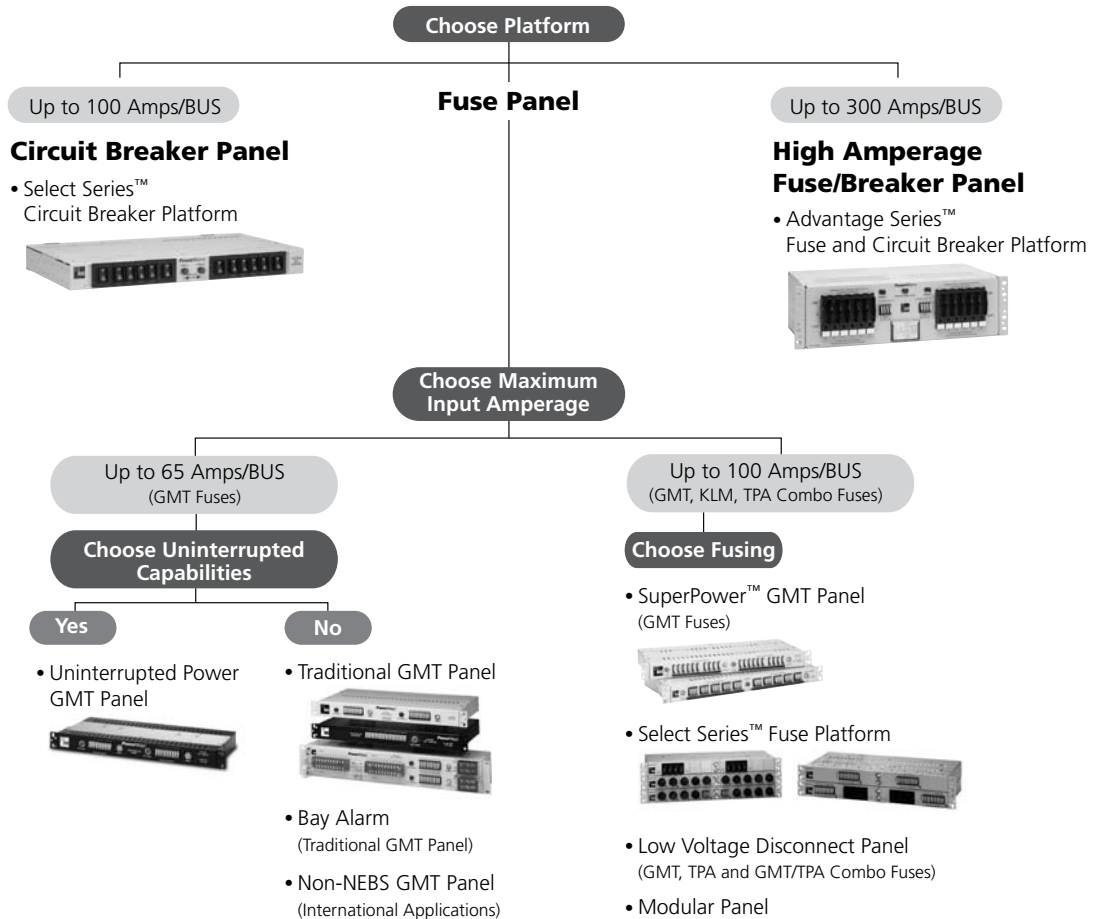 Choose Platform
Up to 100 Amps/BUS
Circuit Breaker Panel
• Select Series™
Circuit Breaker Platform
Fuse Panel
Up to 300 Amps/BUS
High Amperage
Fuse/Breaker Panel
• Advantage Series™
Fuse and Circuit Breaker Platform
Choose Maximum
Input Amperage
Up to 65 Amps/BUS
(GMT Fuses)
Choose Uninterrupted
Capabilities
Yes
• Uninterrupted Power
GMT Panel
No
• Traditional GMT Panel
• Bay Alarm
(Traditional GMT Panel)
• Non-NEBS GMT Panel
(International Applications)
Up to 100 Amps/BUS
(GMT, KLM, TPA Combo Fuses)
Choose Fusing
• SuperPower™ GMT Panel
(GMT Fuses)
• Select Series™ Fuse Platform
• Low Voltage Disconnect Panel
(GMT, TPA and GMT/TPA Combo Fuses)
• Modular Panel